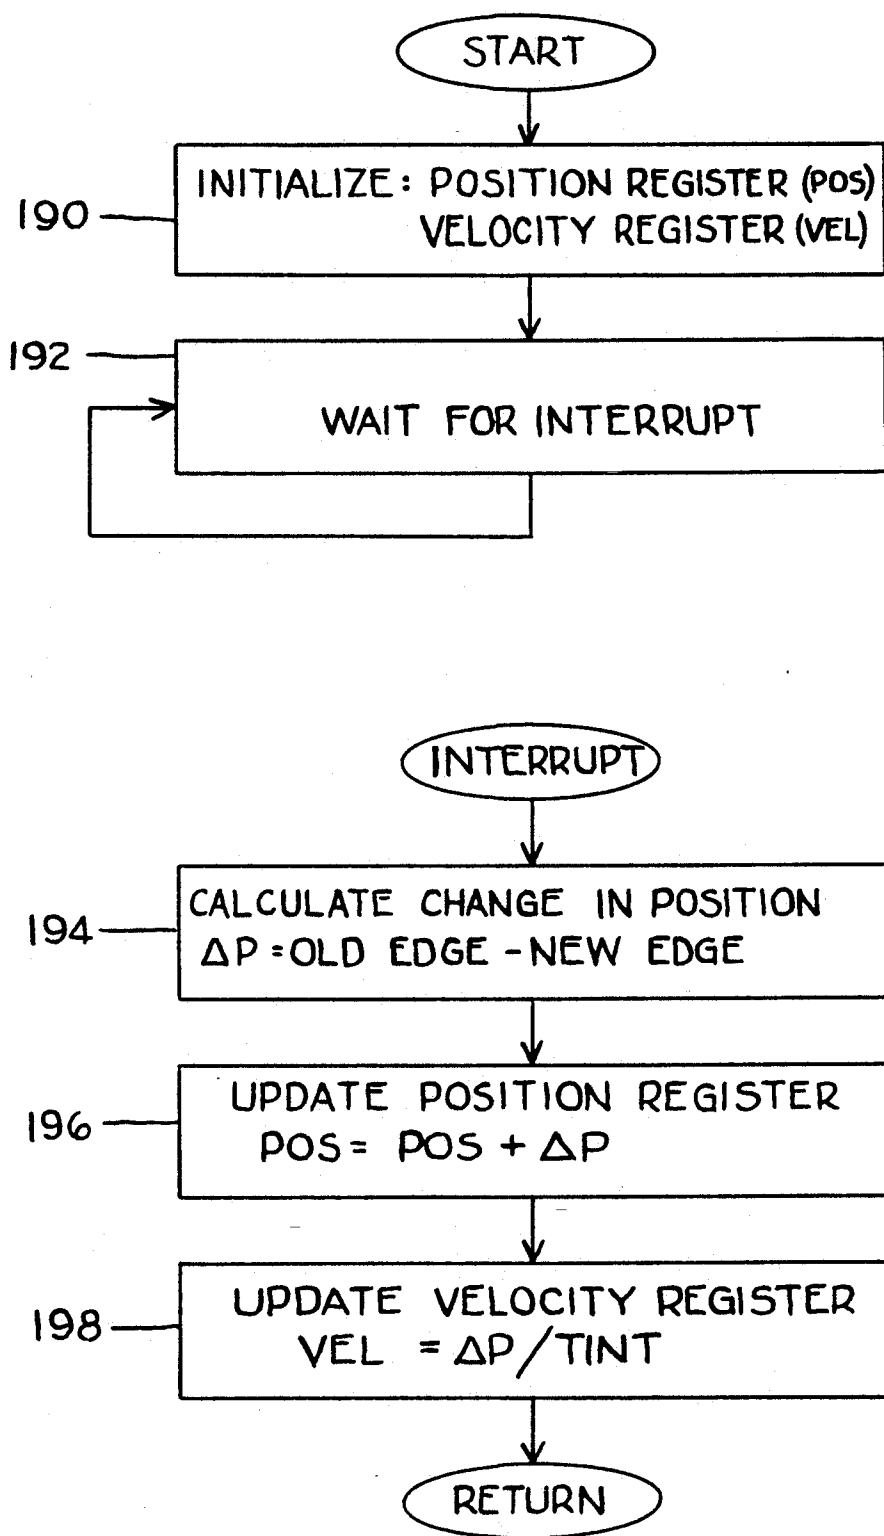 START
190
INITIALIZE: POSITION REGISTER (POS)
VELOCITY REGISTER (VEL)
192
WAIT FOR INTERRUPT
INTERRUPT
194
CALCULATE CHANGE IN POSITION
ΔP = OLD EDGE - NEW EDGE
196
UPDATE POSITION REGISTER
POS = POS + ΔP
198
UPDATE VELOCITY REGISTER
VEL = ΔP/TINT
RETURN